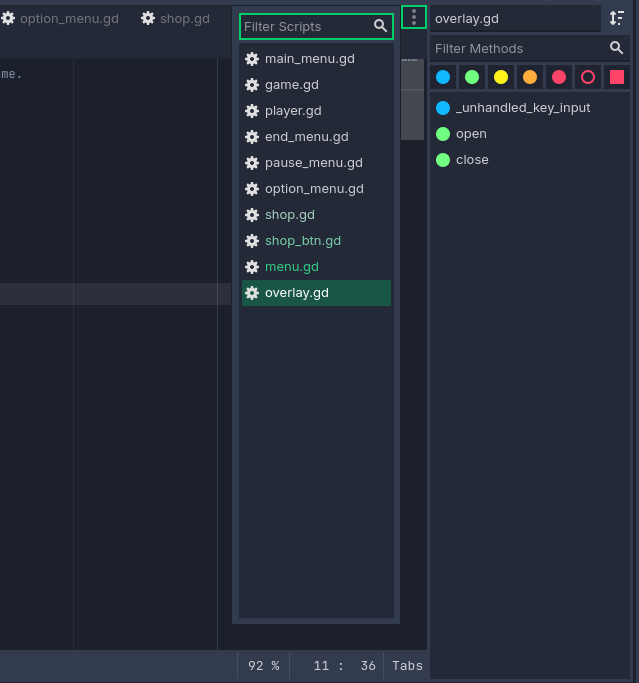 option_menu.gd
shop.gd
me.
Filter Scripts
main_menu.gd
game.gd
player.gd
end_menu.gd
pause_menu.gd
option_menu.gd
shop.gd
shop_btn.gd
menu.gd
overlay.gd
overlay.gd
Filter Methods
_unhandled_key_input
open
close
92 %
11 : 36
Tabs